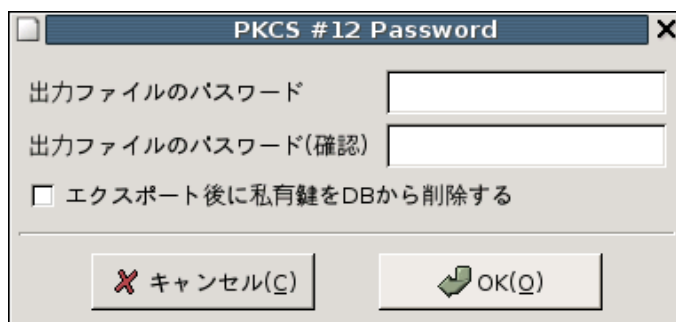 PKCS #12 Password
出力ファイルのパスワード
出力ファイルのパスワード(確認)
エクスポート後に私有鍵をDBから削除する
キャンセル(C) OK(O)